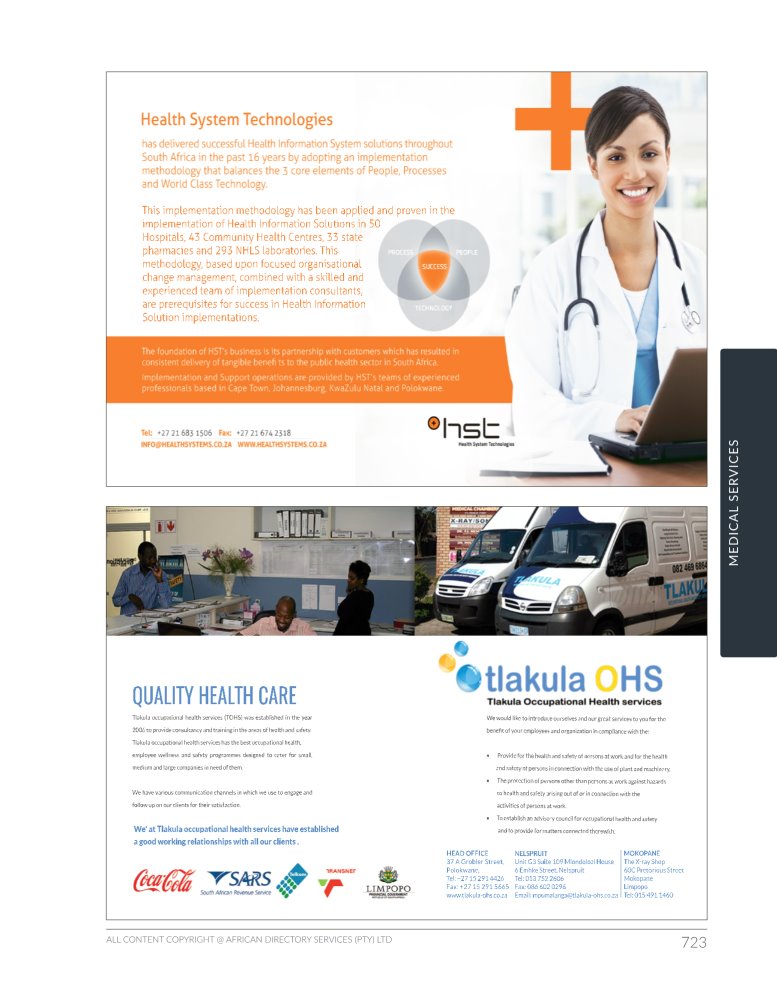 Health System Technologies
has delivered successful Health Information System solutions throughout
South Africa in the past 16 years by adopting an implementation
methodology that balances the 3 core elements of People, Processes
and World Class Technology.
This implementation methodology has been applied and proven in the
implementation of Health Information Solutions in 50
Hospitals, 43 Community Health Centres, 33 state
pharmacies and 293 NHLS laboratories. This
methodology, based upon focused organisational
change management, combined with a skilled and
experienced team of implementation consultants,
are prerequisites for success in Health Information
Solution implementations.
PROCESS
PEOPLE
SUCCESS
TECHNOLOGY
The foundation of HST's business is its partnership with customers which has resulted in
consistent delivery of tangible benefits to the public health sector in South Africa.
Implementation and Support operations are provided by HST's teams of experienced
professionals based in Cape Town, Johannesburg, KwaZulu Natal and Polokwane.
Tel: +27 21 683 1506 Fax: +27 21 674 2318
INFO@HEALTHSYSTEMS.CO.ZA WWW.HEALTHSYSTEMS.CO.ZA
hst
Health System Technologies
MEDICAL SERVICES
X-RAY/SON
TLAKULA
082 469 6864
TLAKUL
QUALITY HEALTH CARE
Tlakula occupational health services (TOHS) was established in the year
2006 to provide consultancy and training in the areas of health and safety
Tlakula occupational health services has the best occupational health,
employee wellness and safety programmes designed to cater for small,
medium and large companies in need of them.
We have various communication channels in which we use to engage and
follow up on our clients for their satisfaction.
We' at Tlakula occupational health services have established
a good working relationships with all our clients .
Coca-Cola
SARS
South African Revenue Service
Telkom
TRANSNET
LIMPOPO
PROVINCIAL GOVERNMENT
tlakula OHS
Tlakula Occupational Health services
We would like to introduce ourselves and our great services to you for the
benefit of your employees and organization in compliance with the:
• Provide for the health and safety of persons at work and for the health
and safety of persons in connection with the use of plant and machinery.
• The protection of persons other than persons at work against hazards
to health and safety arising out of or in connection with the
activities of persons at work.
• To establish an advisory council for occupational health and safety
and to provide for matters connected therewith.
HEAD OFFICE
37 A Grobler Street,
Polokwane,
Tel: +27 15 291 4426
Fax: +27 15 291 5665
www.tlakula-ohs.co.za
NELSPRUIT
Unit G3 Suite 109 Mlondolozi House
6 Emhke Street, Nelspruit
Tel: 013 752 2606
Fax: 086 602 0296
Email: mpumalanga@tlakula-ohs.co.za
MOKOPANE
The X-ray Shop
60C Pretorious Street
Mokopane
Limpopo
Tel: 015 491 1460
ALL CONTENT COPYRIGHT @ AFRICAN DIRECTORY SERVICES (PTY) LTD
723